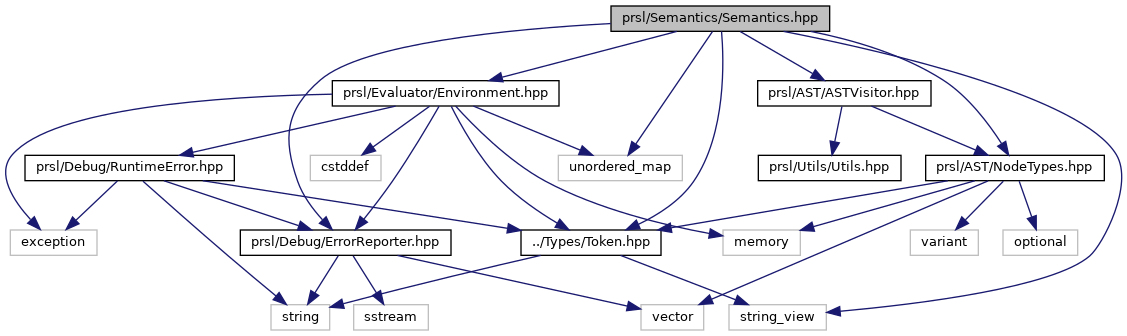 prsl/Semantics/Semantics.hpp
prsl/Evaluator/Environment.hpp
prsl/AST/ASTVisitor.hpp
prsl/Debug/RuntimeError.hpp
cstddef
unordered_map
prsl/Utils/Utils.hpp
prsl/AST/NodeTypes.hpp
exception
prsl/Debug/ErrorReporter.hpp
../Types/Token.hpp
memory
variant
optional
string
sstream
vector
string_view